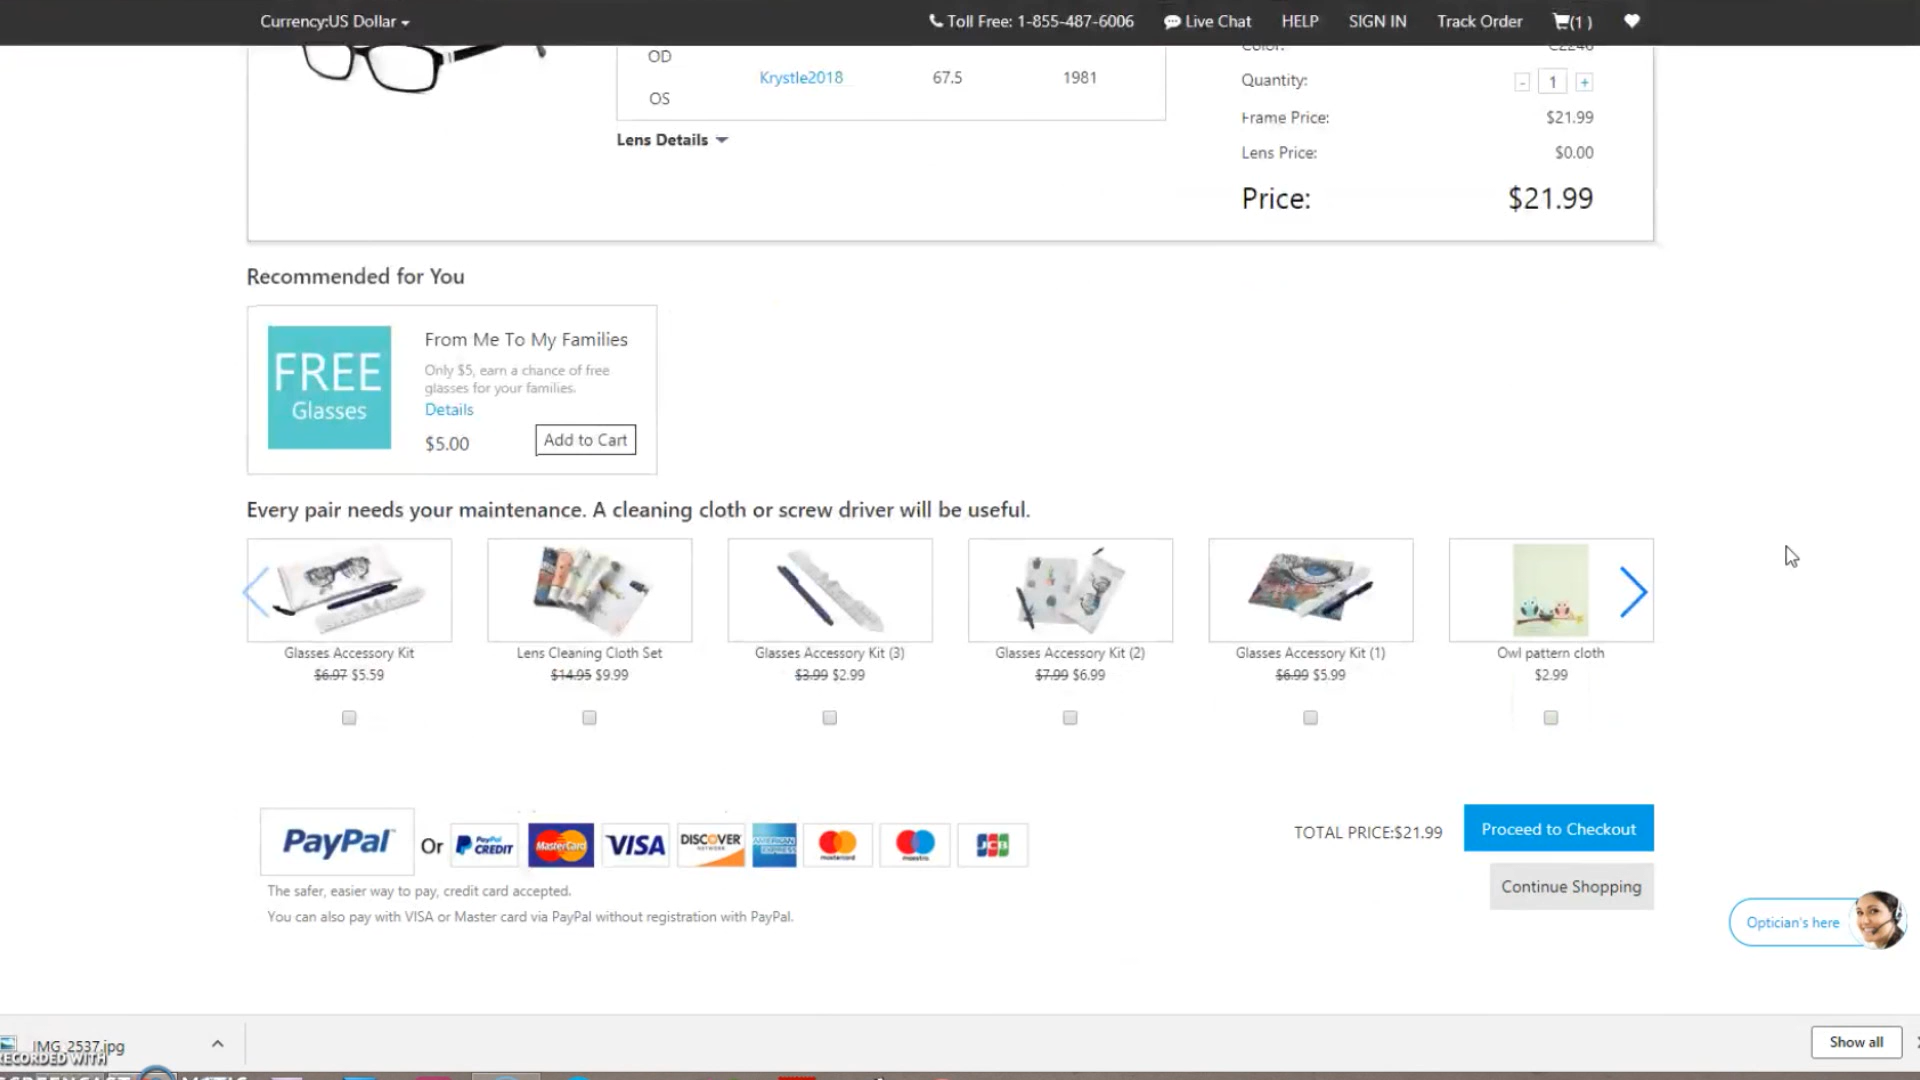 Currency:US Dollar
Toll Free: 1-855-487-6006
Live Chat
HELP
SIGN IN
Track Order
(1 )
OD
OS
Krystle2018
67.5
1981
Lens Details
Color:
C2246
Quantity:
- 1 +
Frame Price:
$21.99
Lens Price:
$0.00
Price:
$21.99
Recommended for You
FREE
Glasses
From Me To My Families
Only $5, earn a chance of free
glasses for your families.
Details
$5.00
Add to Cart
Every pair needs your maintenance. A cleaning cloth or screw driver will be useful.
Glasses Accessory Kit
$6.97 $5.59
Lens Cleaning Cloth Set
$14.95 $9.99
Glasses Accessory Kit (3)
$3.99 $2.99
Glasses Accessory Kit (2)
$7.99 $6.99
Glasses Accessory Kit (1)
$6.99 $5.99
Owl pattern cloth
$2.99
PayPal
Or
PayPal CREDIT
MasterCard
VISA
DISCOVER
NETWORK
AMERICAN EXPRESS
mastercard
maestro
JCB
The safer, easier way to pay, credit card accepted.
You can also pay with VISA or Master card via PayPal without registration with PayPal.
TOTAL PRICE:$21.99
Proceed to Checkout
Continue Shopping
Optician's here
IMG_2537.jpg
Show all
RECORDED WITH